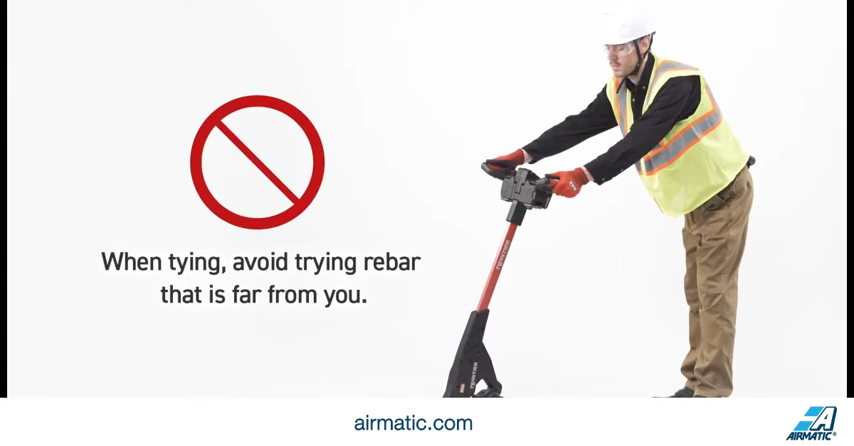 When tying, avoid trying rebar
that is far from you.
airmatic.com
AIRMATIC®